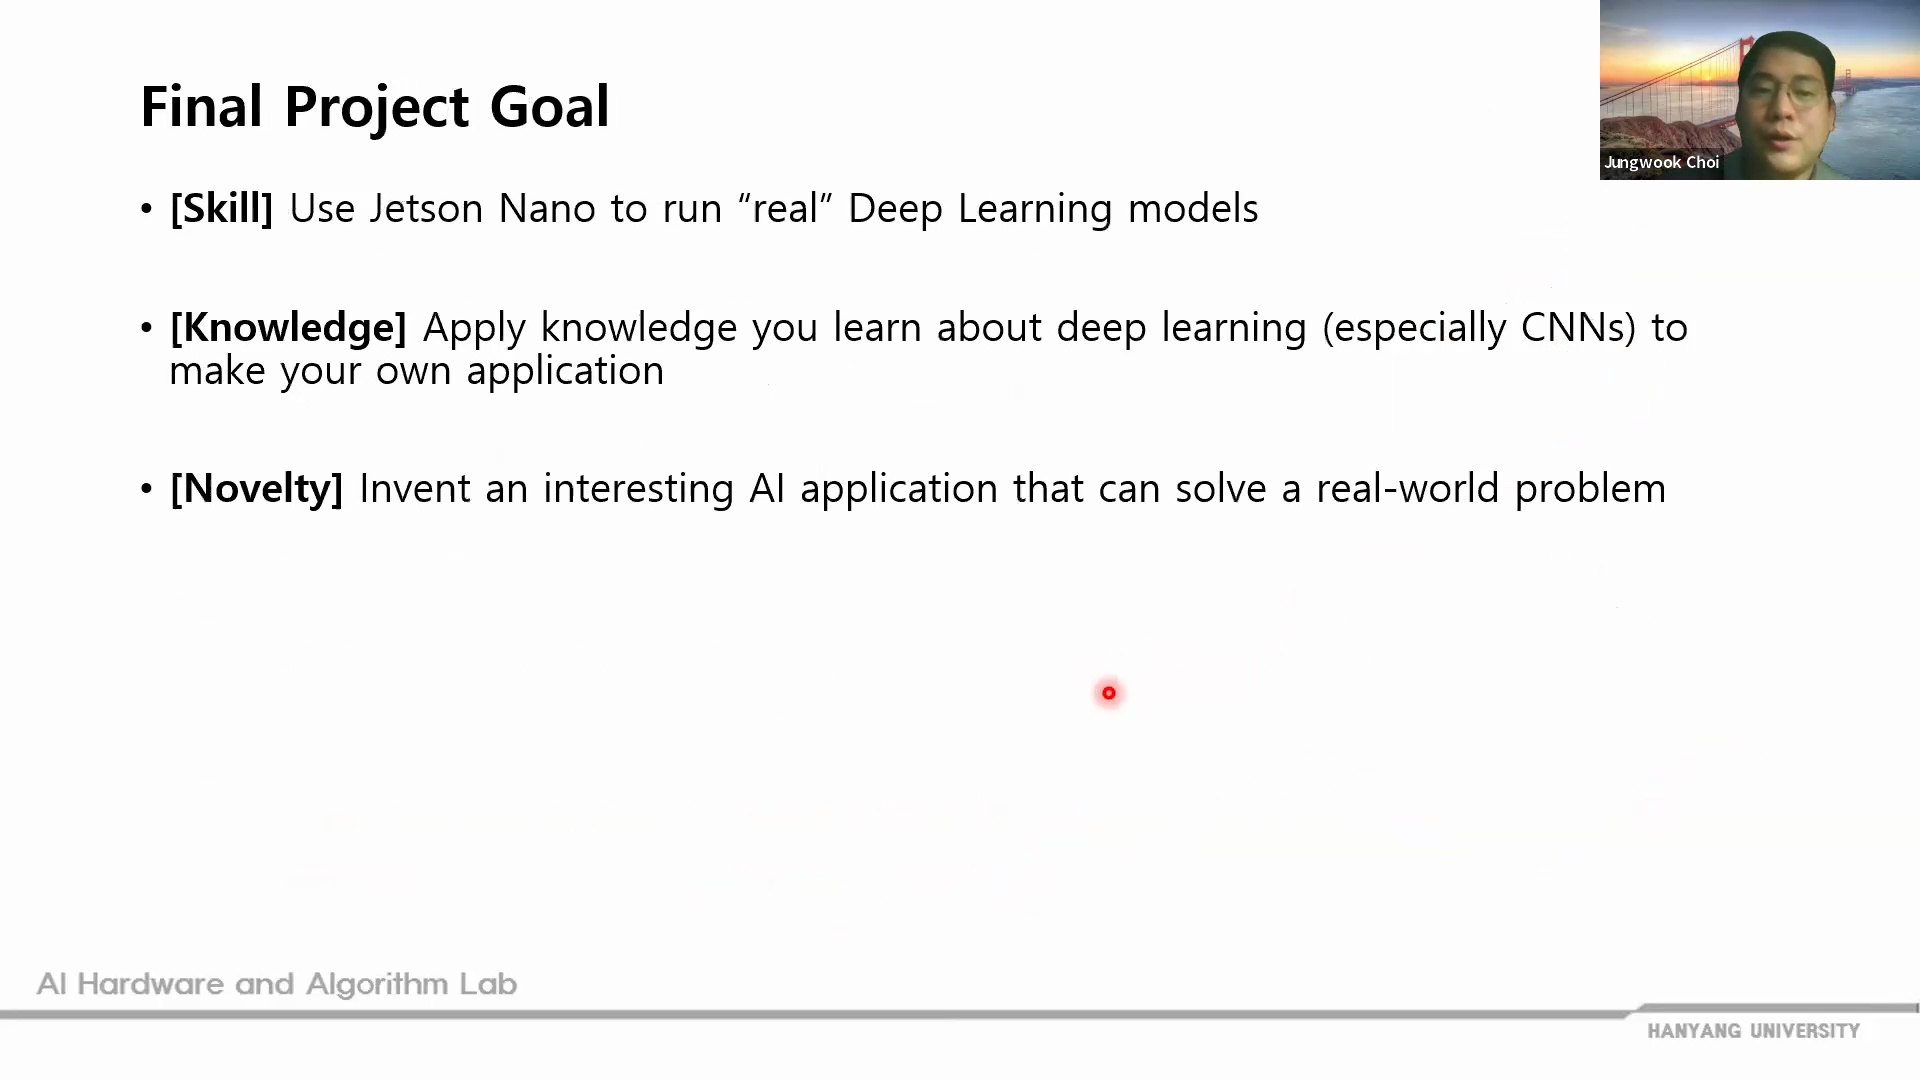 Final Project Goal
Jungwook Choi
• [Skill] Use Jetson Nano to run “real” Deep Learning models
• [Knowledge] Apply knowledge you learn about deep learning (especially CNNs) to
make your own application
• [Novelty] Invent an interesting AI application that can solve a real-world problem
AI Hardware and Algorithm Lab
HANYANG UNIVERSITY